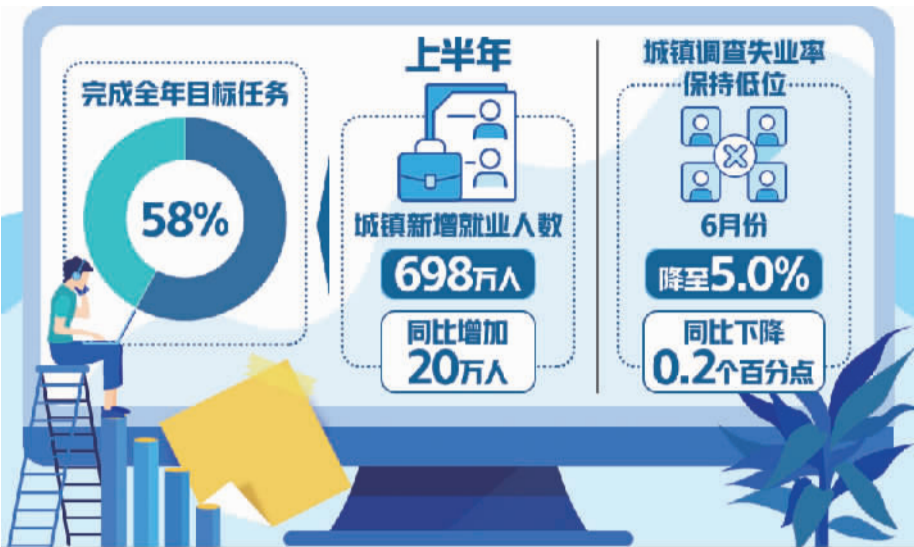 完成全年目标任务
58%
上半年
城镇新增就业人数
698万人
同比增加
20万人
城镇调查失业率
保持低位
6月份
降至5.0%
同比下降
0.2个百分点